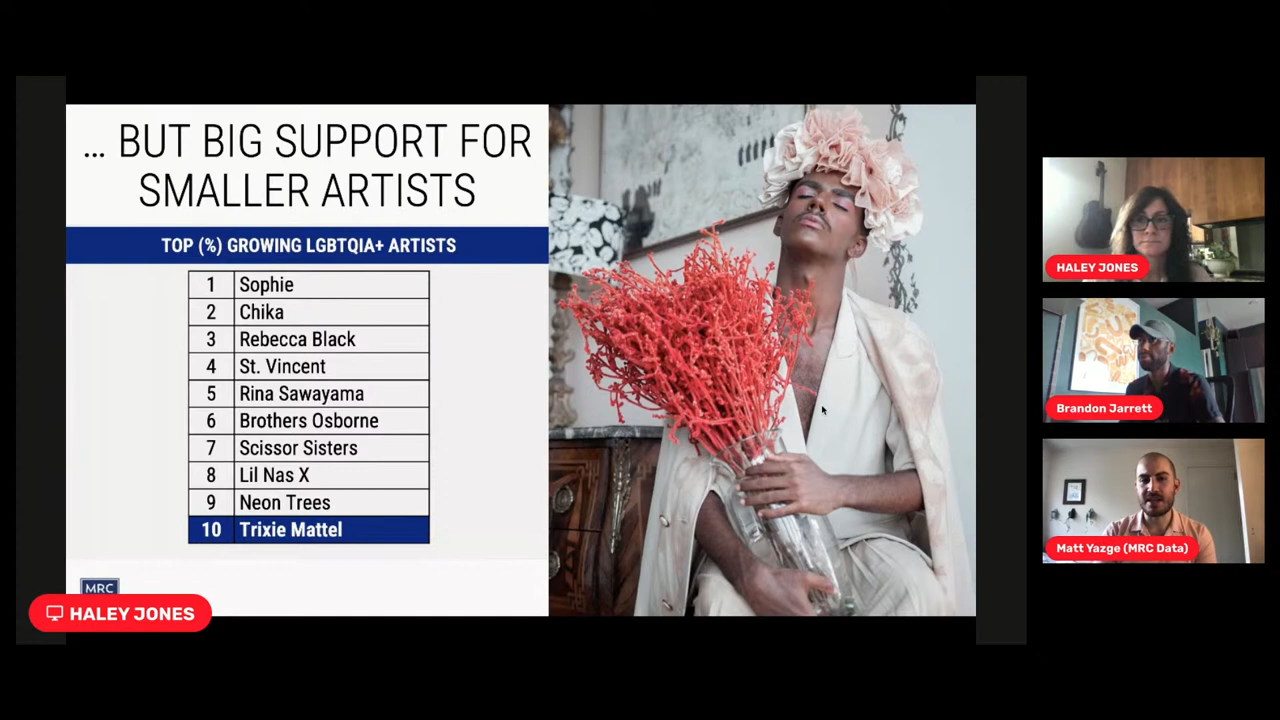 ... BUT BIG SUPPORT FOR
SMALLER ARTISTS
TOP (%) GROWING LGBTQIA+ ARTISTS
1 Sophie
2 Chika
3 Rebecca Black
4 St. Vincent
5 Rina Sawayama
6 Brothers Osborne
7 Scissor Sisters
8 Lil Nas X
9 Neon Trees
10 Trixie Mattel
MRC
HALEY JONES
HALEY JONES
Brandon Jarrett
Matt Yazge (MRC Data)